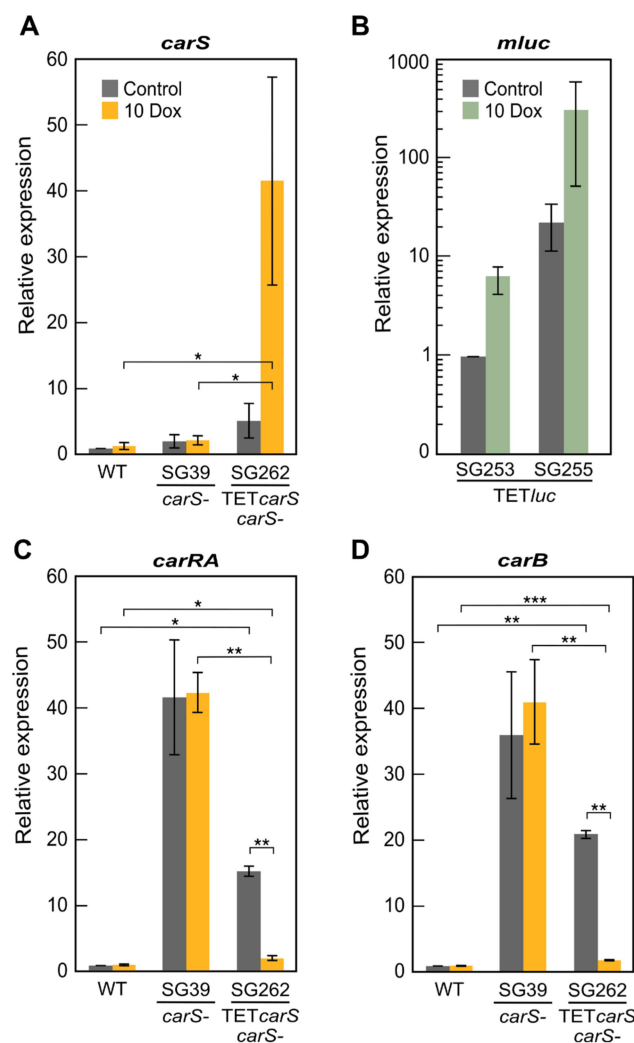 A
carS
60
50
40
30
20
10
0
Relative expression
Control
10 Dox
*
*
WT
SG39
SG262
carS-
TETcarS
carS-
B
mluc
1000
100
10
1
0
Relative expression
Control
10 Dox
SG253
SG255
TETluc
C
carRA
60
50
40
30
20
10
0
Relative expression
*
*
**
**
WT
SG39
SG262
carS-
TETcarS
carS-
D
carB
60
50
40
30
20
10
0
Relative expression
***
**
**
**
WT
SG39
SG262
carS-
TETcarS
carS-